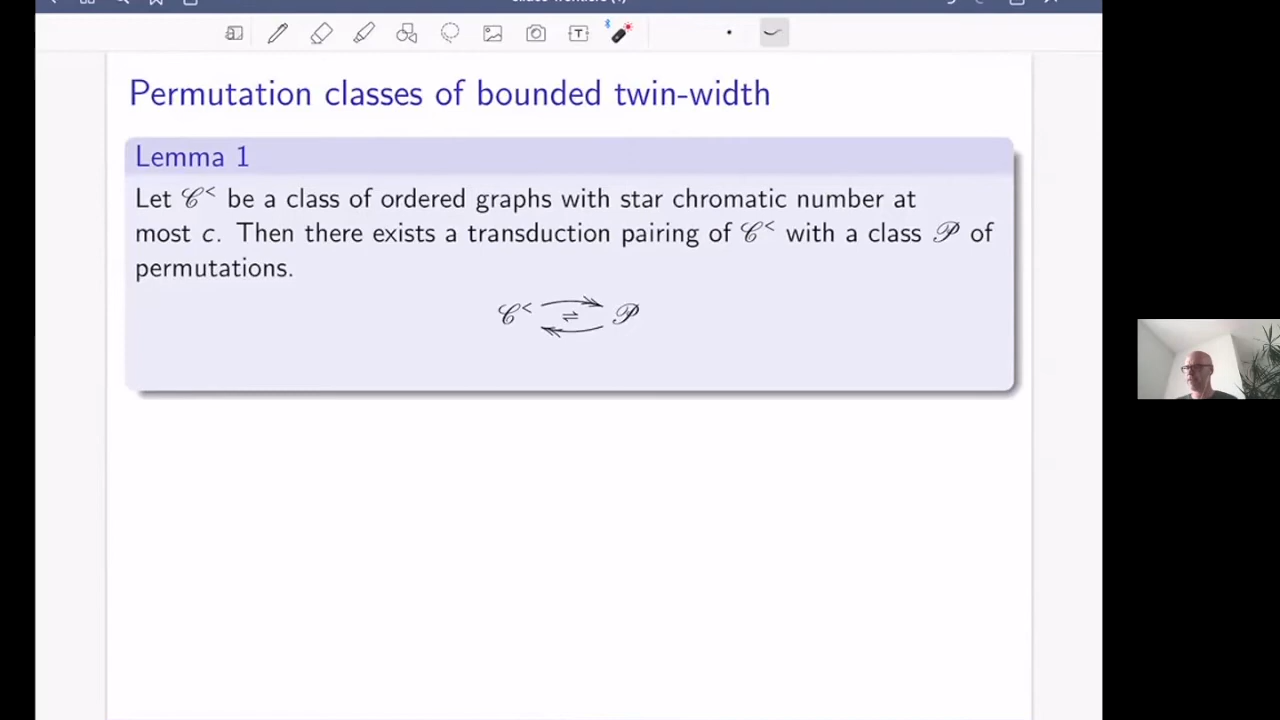 Permutation classes of bounded twin-width
Lemma 1
Let 𝒞< be a class of ordered graphs with star chromatic number at
most c. Then there exists a transduction pairing of 𝒞< with a class 𝒫 of
permutations.
𝒞< ⇌ 𝒫